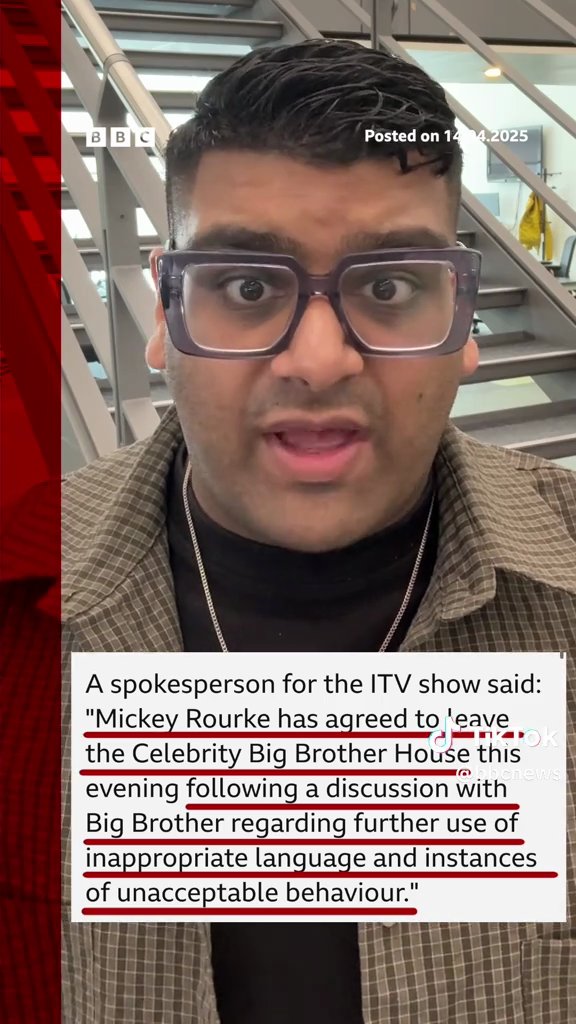 BBC
Posted on 14.04.2025
A spokesperson for the ITV show said:
"Mickey Rourke has agreed to leave
the Celebrity Big Brother House this
evening following a discussion with
Big Brother regarding further use of
inappropriate language and instances
of unacceptable behaviour."
TikTok
@bbcnews